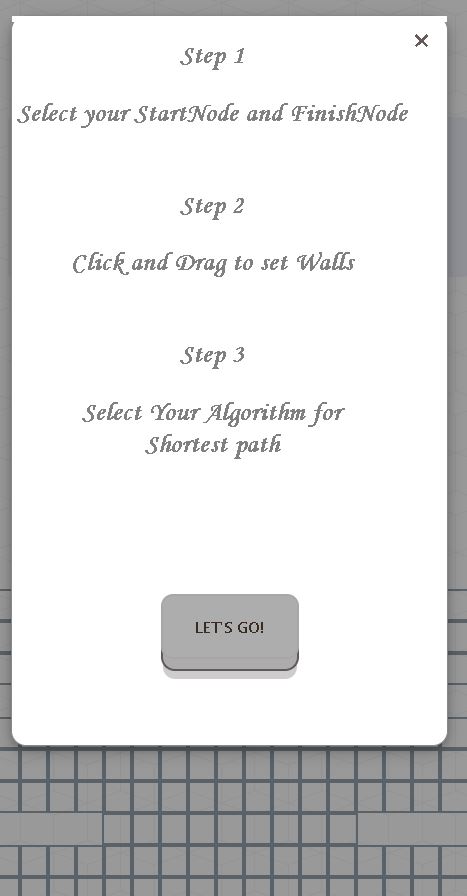 Step 1
Select your StartNode and FinishNode
Step 2
Click and Drag to set Walls
Step 3
Select Your Algorithm for
Shortest path
LET'S GO!